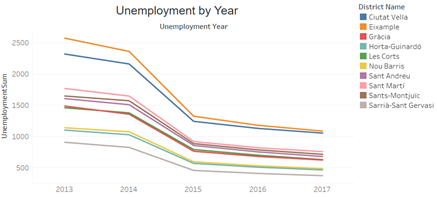 Unemployment by Year
Unemployment Year
UnemploymentSum
2500
2000
1500
1000
500
2013
2014
2015
2016
2017
District Name
Ciutat Vella
Eixample
Gràcia
Horta-Guinardó
Les Corts
Nou Barris
Sant Andreu
Sant Martí
Sants-Montjuïc
Sarrià-Sant Gervasi